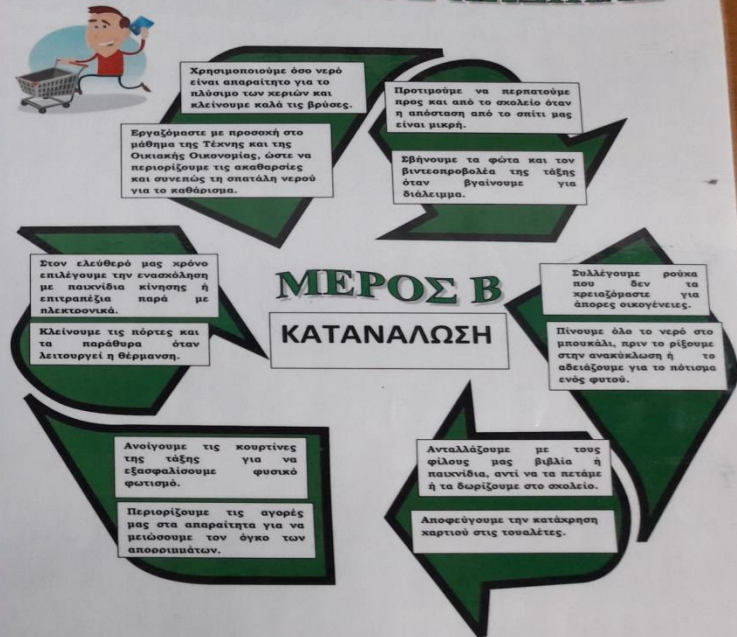 Χρησιμοποιούμε όσο νερό
είναι απαραίτητο για το
πλύσιμο των χεριών και
κλείνουμε καλά τις βρύσες.
Εργαζόμαστε με προσοχή στο
μάθημα της Τέχνης και της
Οικιακής Οικονομίας, ώστε να
περιορίζουμε τις ακαθαρσίες
και συνεπώς τη σπατάλη νερού
για το καθάρισμα.
Προτιμούμε να περπατούμε
προς και από το σχολείο όταν
η απόσταση από το σπίτι μας
είναι μικρή.
Σβήνουμε τα φώτα και τον
βιντεοπροβολέα της τάξης
όταν βγαίνουμε για
διάλειμμα.
Στον ελεύθερό μας χρόνο
επιλέγουμε την ενασχόληση
με παιχνίδια κίνησης ή
επιτραπέζια παρά με
ηλεκτρονικά.
Κλείνουμε τις πόρτες και
τα παράθυρα όταν
λειτουργεί η θέρμανση.
ΜΕΡΟΣ Β
ΚΑΤΑΝΑΛΩΣΗ
Συλλέγουμε ρούχα
που δεν τα
χρειαζόμαστε για
άπορες οικογένειες.
Πίνουμε όλο το νερό στο
μπουκάλι, πριν το ρίξουμε
στην ανακύκλωση ή το
αδειάζουμε για το πότισμα
ενός φυτού.
Ανοίγουμε τις κουρτίνες
της τάξης για να
εξασφαλίσουμε φυσικό
φωτισμό.
Περιορίζουμε τις αγορές
μας στα απαραίτητα για να
μειώσουμε τον όγκο των
απορριμμάτων.
Ανταλλάζουμε με τους
φίλους μας βιβλία ή
παιχνίδια, αντί να τα πετάμε
ή τα δωρίζουμε στο σχολείο.
Αποφεύγουμε την κατάχρηση
χαρτιού στις τουαλέτες.